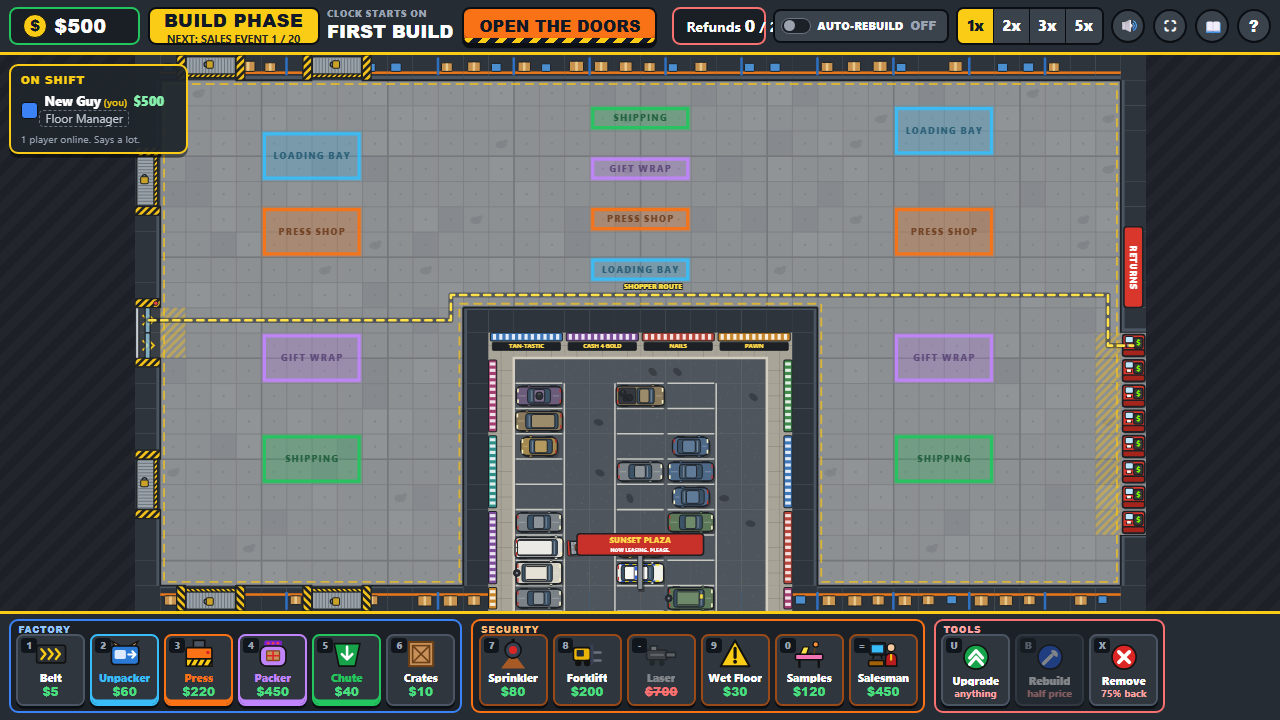 $500
BUILD PHASE
NEXT: SALES EVENT 1 / 20
CLOCK STARTS ON
FIRST BUILD
OPEN THE DOORS
Refunds 0 /
AUTO-REBUILD OFF
1x 2x 3x 5x
?
ON SHIFT
New Guy (you) $500
Floor Manager
1 player online. Says a lot.
SHIPPING
LOADING BAY
LOADING BAY
GIFT WRAP
PRESS SHOP
PRESS SHOP
PRESS SHOP
LOADING BAY
RETURNS
SHOPPER ROUTE
TAN-TASTIC
CASH 4 GOLD
NAILS
PAWN
GIFT WRAP
GIFT WRAP
SHIPPING
SHIPPING
SUNSET PLAZA
NOW LEASING. PLEASE.
FACTORY
1
Belt
$5
2
Unpacker
$60
3
Press
$220
4
Packer
$450
5
Chute
$40
6
Crates
$10
SECURITY
7
Sprinkler
$80
8
Forklift
$200
-
Laser
$700
9
Wet Floor
$30
0
Samples
$120
=
Salesman
$450
TOOLS
U
Upgrade
anything
B
Rebuild
half price
X
Remove
75% back